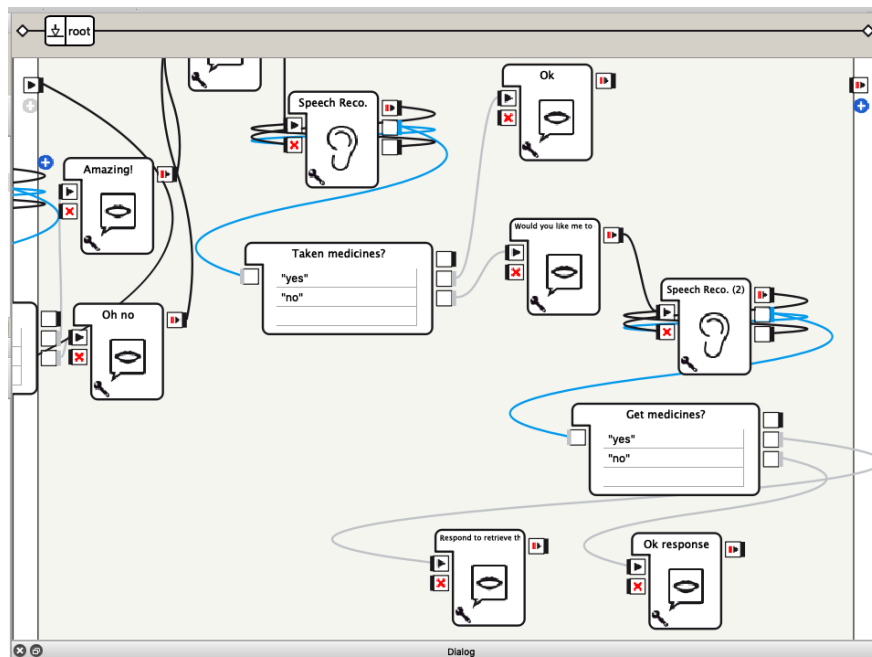 root
Ok
Speech Reco.
Amazing!
Would you like me to
Taken medicines?
"yes"
"no"
Speech Reco. (2)
Oh no
Get medicines?
"yes"
"no"
Respond to retrieve th
Ok response
Dialog